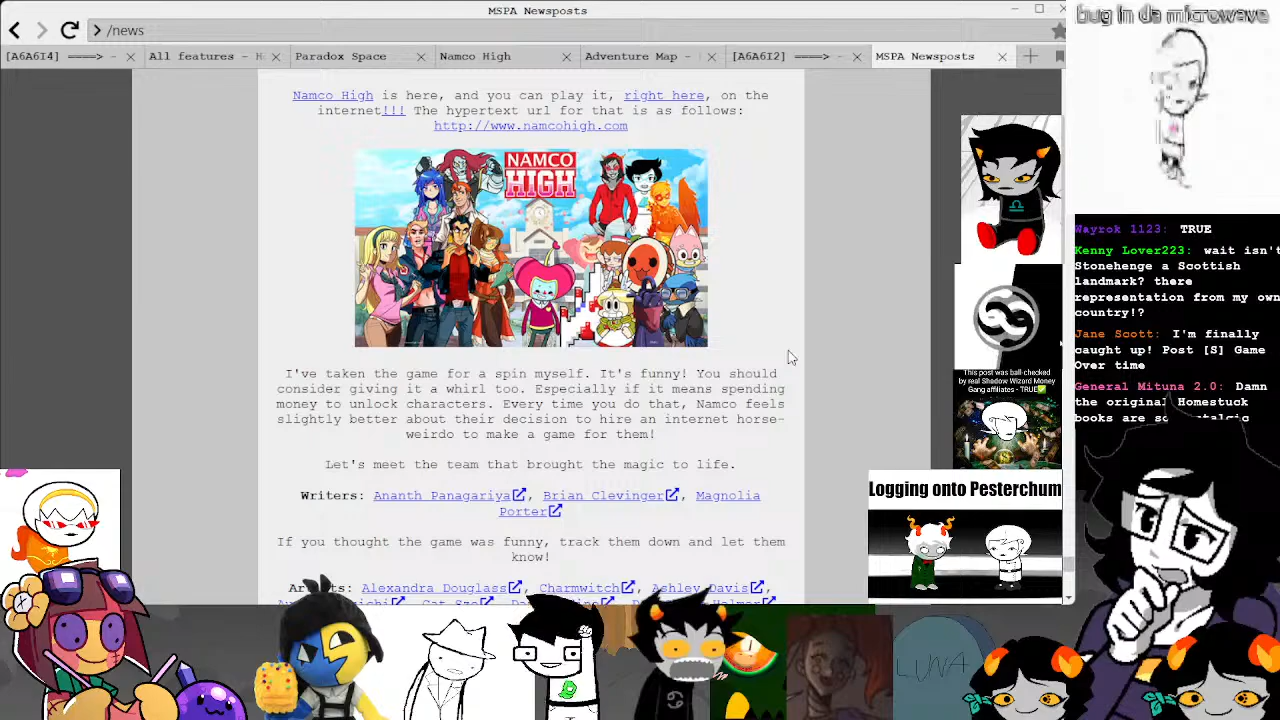 MSPA Newsposts
bug in da microwave
/news
[A6A6I4] ====> -
All features - H
Paradox Space
Namco High
Adventure Map -
[A6A6I2] ====> -
MSPA Newsposts
Namco High is here, and you can play it, right here, on the
internet!!! The hypertext url for that is as follows:
http://www.namcohigh.com
NAMCO
HIGH
I've taken the game for a spin myself. It's funny! You should
consider giving it a whirl too. Especially if it means spending
money to unlock characters. Every time you do that, Namco feels
slightly better about their decision to hire an internet horse-
weirdo to make a game for them!
Let's meet the team that brought the magic to life.
Writers: Ananth Panagariya, Brian Clevinger, Magnolia
Porter
If you thought the game was funny, track them down and let them
know!
Artists: Alexandra Douglass, Charmwitch, Ashley Davis,
Wayrok 1123: TRUE
Kenny Lover223: wait isn't
Stonehenge a Scottish
landmark? there
representation from my own
country!?
Jane Scott: I'm finally
caught up! Post [S] Game
Over time
General Mituna 2.0: Damn
the original Homestuck
books are so nostalgic
This post was ball-checked
by real Shadow Wizard Money
Gang affiliates - TRUE
Logging onto Pesterchum
LUNA